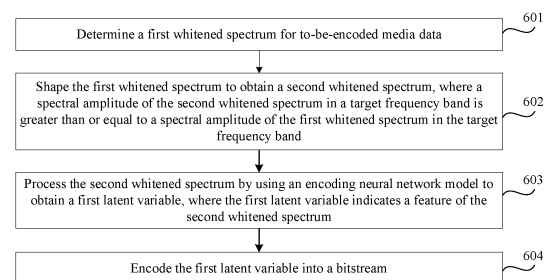 601
Determine a first whitened spectrum for to-be-encoded media data
Shape the first whitened spectrum to obtain a second whitened spectrum, where a
spectral amplitude of the second whitened spectrum in a target frequency band is
greater than or equal to a spectral amplitude of the first whitened spectrum in the target
frequency band
602
Process the second whitened spectrum by using an encoding neural network model to
obtain a first latent variable, where the first latent variable indicates a feature of the
second whitened spectrum
603
Encode the first latent variable into a bitstream
604